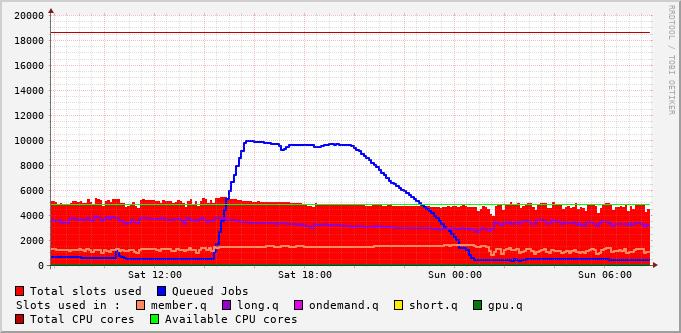 RRDTOOL / TOBI OETIKER
20000
18000
16000
14000
12000
10000
8000
6000
4000
2000
0
Sat 12:00 Sat 18:00 Sun 00:00 Sun 06:00
Total slots used Queued Jobs
Slots used in : member.q long.q ondemand.q short.q gpu.q
Total CPU cores Available CPU cores